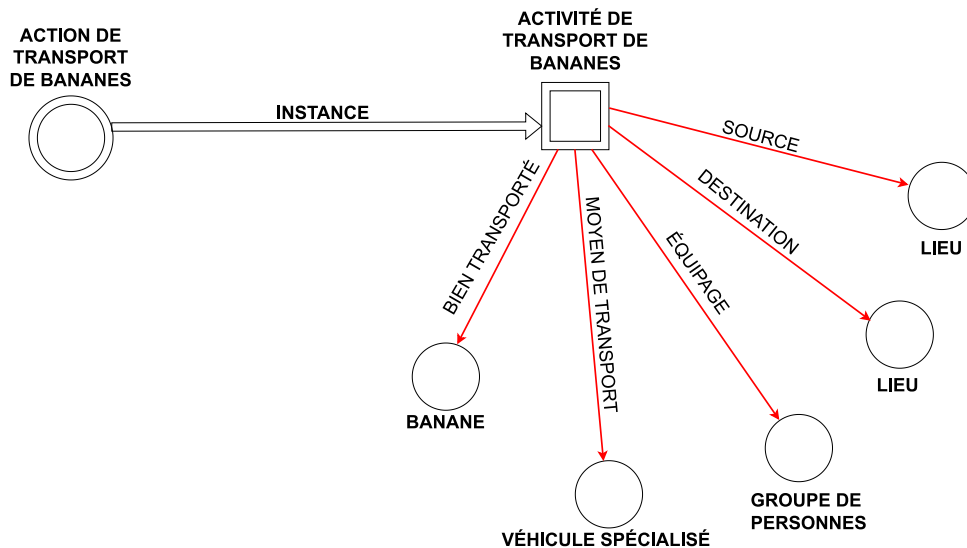 ACTION DE
TRANSPORT
DE BANANES
INSTANCE
ACTIVITÉ DE
TRANSPORT DE
BANANES
SOURCE
LIEU
DESTINATION
LIEU
ÉQUIPAGE
GROUPE DE
PERSONNES
MOYEN DE TRANSPORT
VÉHICULE SPÉCIALISÉ
BIEN TRANSPORTÉ
BANANE